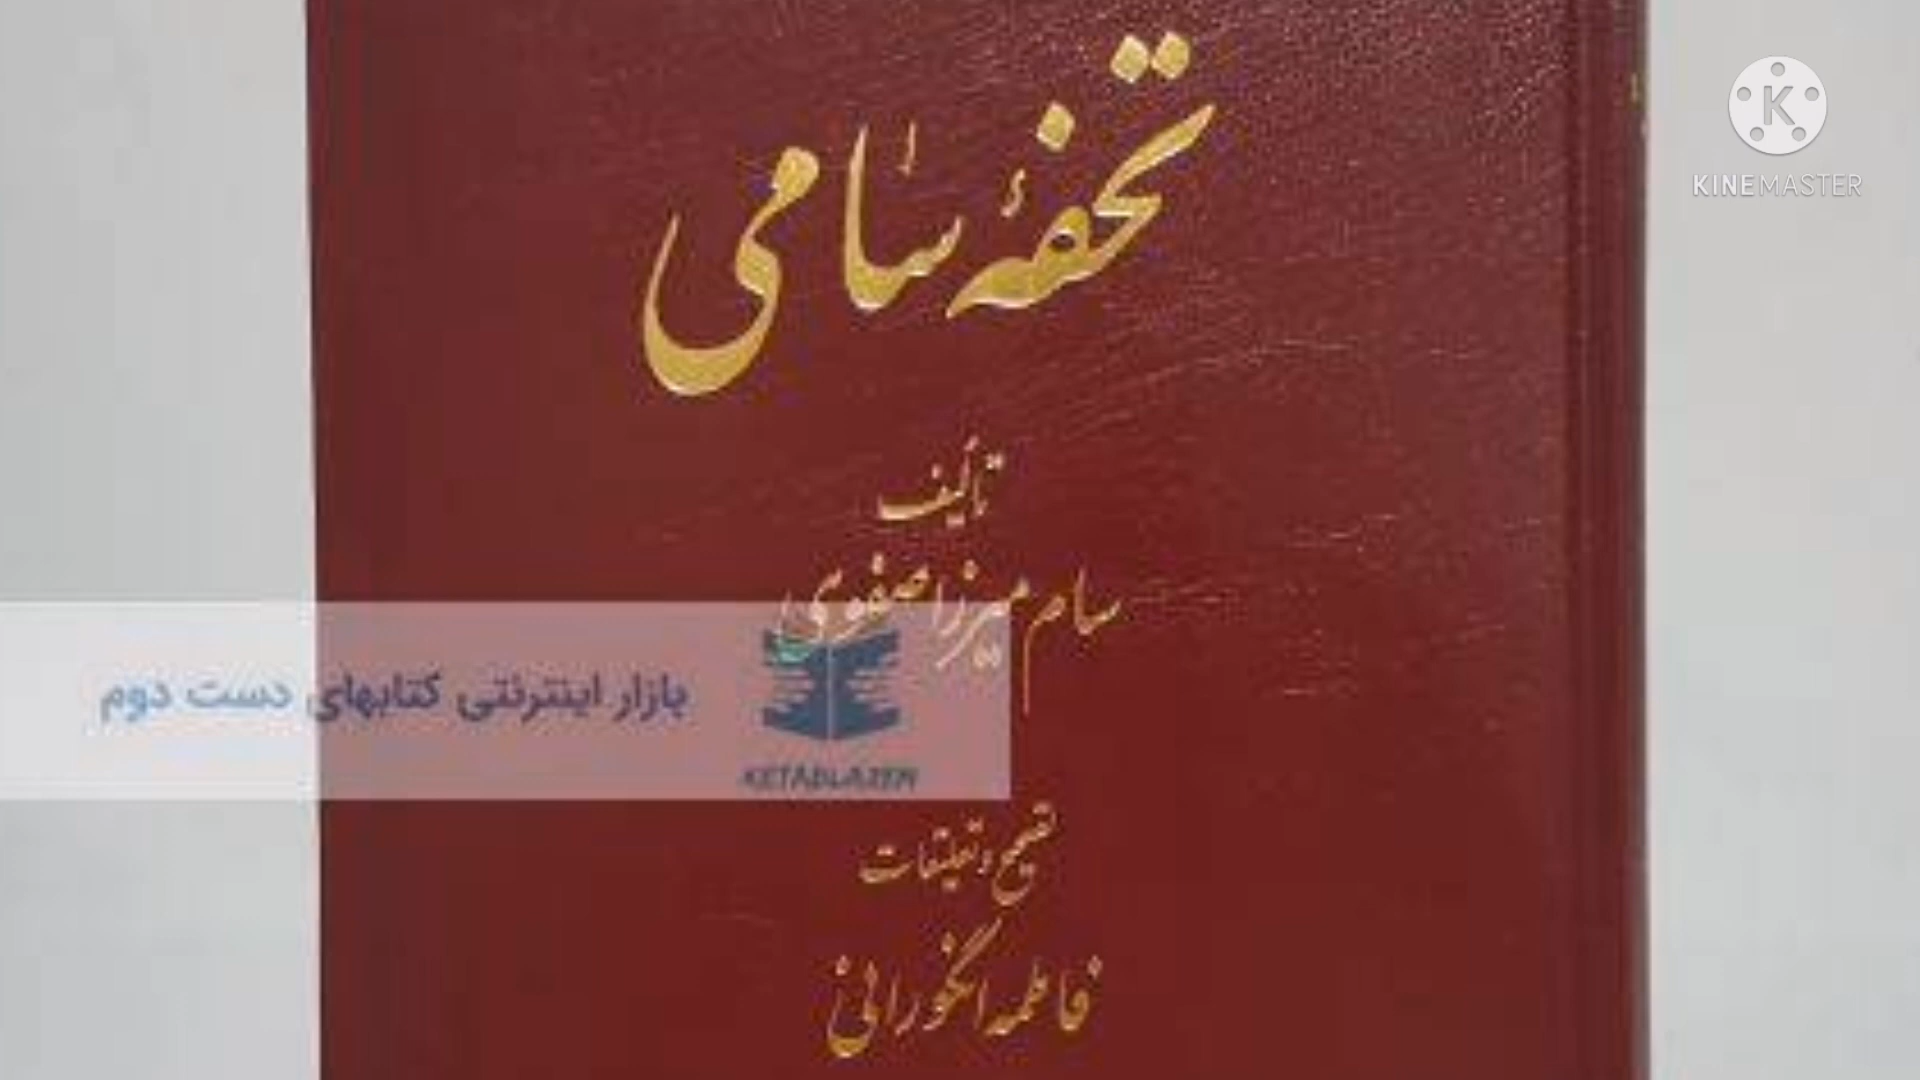 تحفهٔ سامی
KINEMASTER
تألیف
سام میرزا صفوی
بازار اینترنتی کتابهای دست دوم
KETABLAZEM
تصحیح و تعلیقات
فاطمه انگورانی